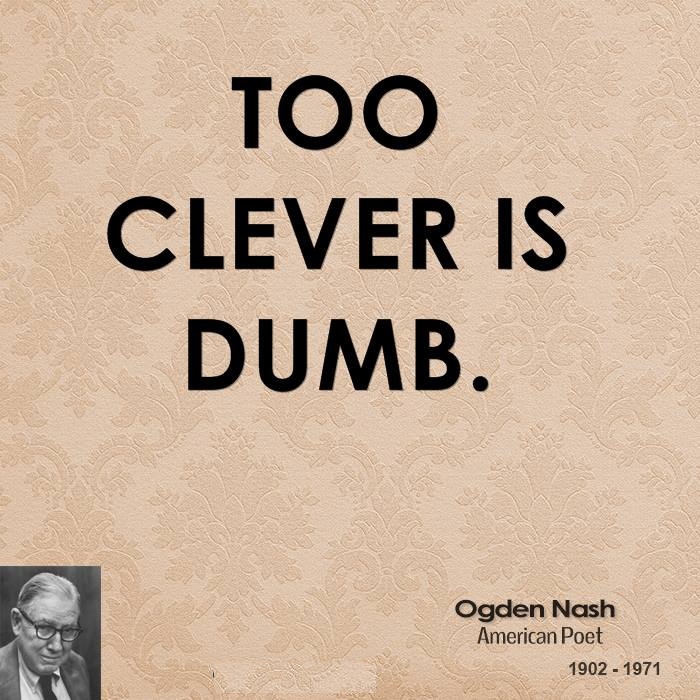 TOO
CLEVER IS
DUMB.
Ogden Nash
American Poet
1902 - 1971